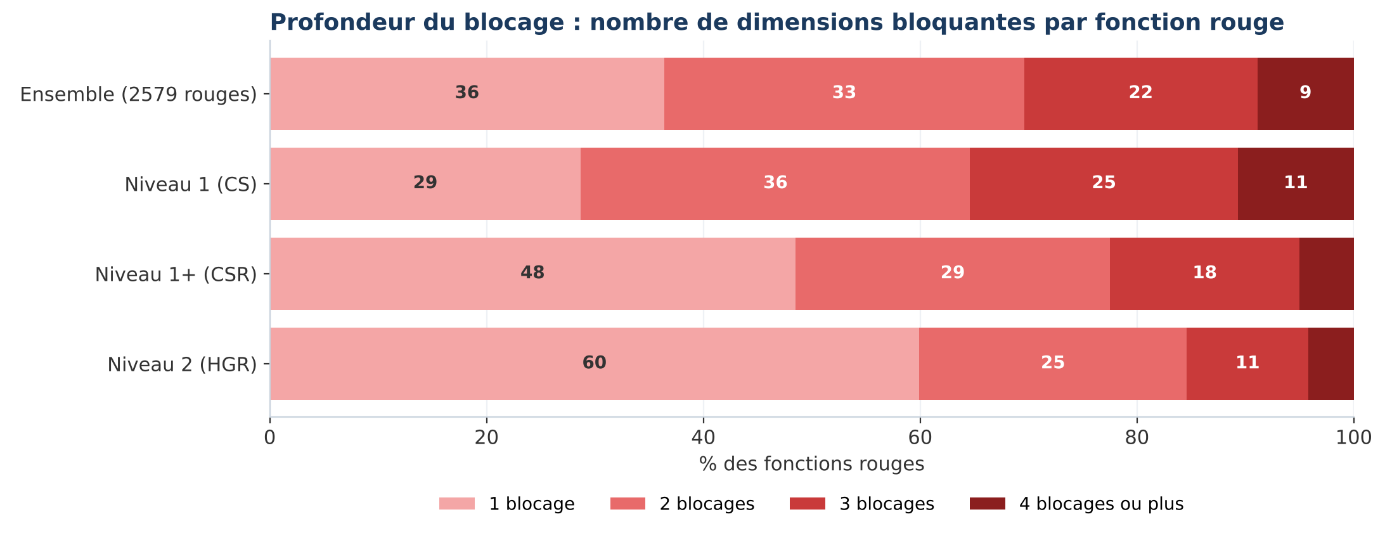 Profondeur du blocage : nombre de dimensions bloquantes par fonction rouge
Ensemble (2579 rouges) 36 33 22 9
Niveau 1 (CS) 29 36 25 11
Niveau 1+ (CSR) 48 29 18
Niveau 2 (HGR) 60 25 11
0 20 40 60 80 100
% des fonctions rouges
1 blocage 2 blocages 3 blocages 4 blocages ou plus